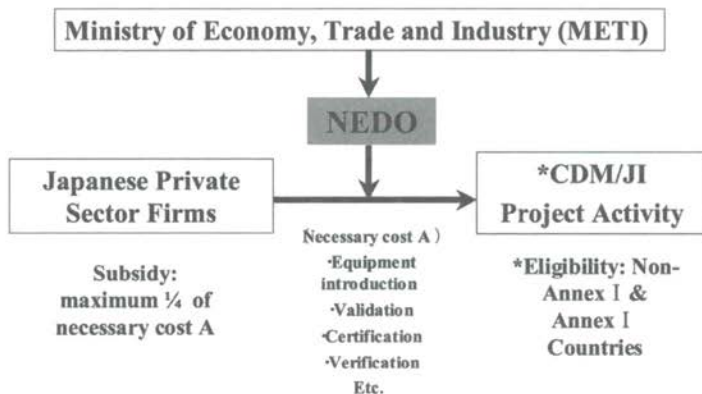 Ministry of Economy, Trade and Industry (METI)
NEDO
Japanese Private
Sector Firms
*CDM/JI
Project Activity
Subsidy:
maximum ¼ of
necessary cost A
(Necessary cost A)
·Equipment
introduction
·Validation
·Certification
·Verification
Etc.
*Eligibility: Non-
Annex Ⅰ &
Annex Ⅰ
Countries